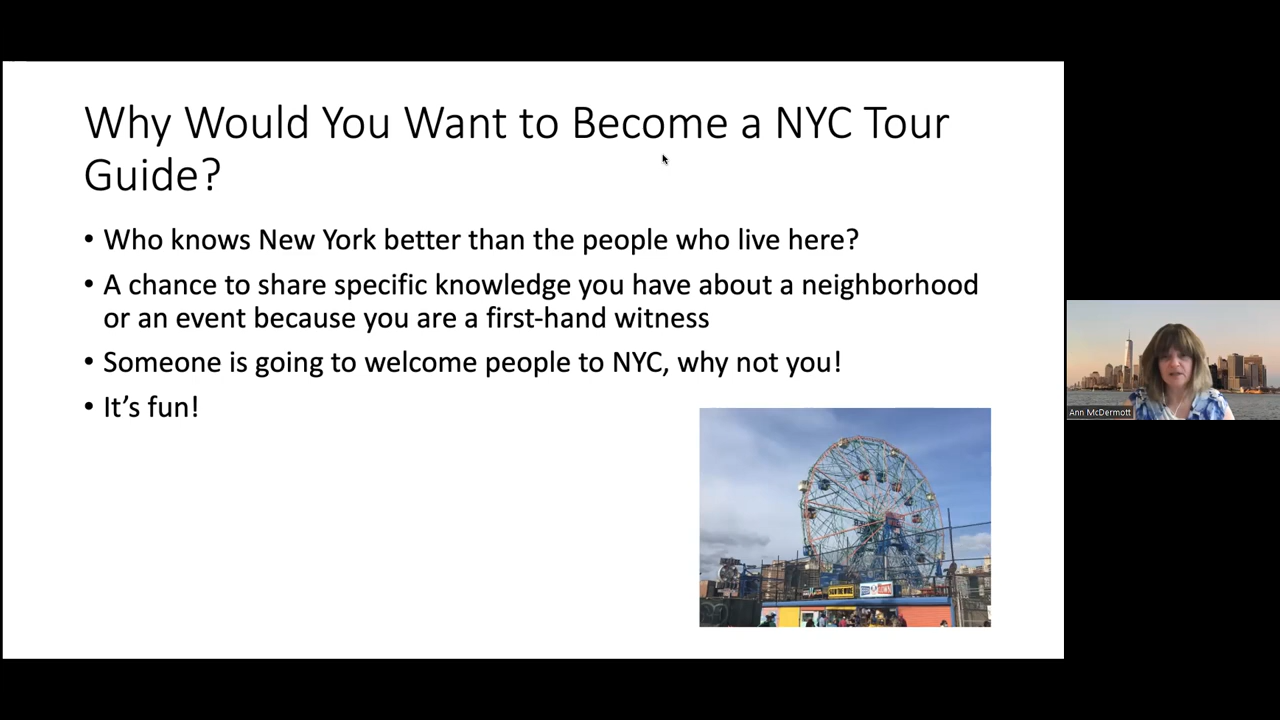 Why Would You Want to Become a NYC Tour
Guide?
• Who knows New York better than the people who live here?
• A chance to share specific knowledge you have about a neighborhood
or an event because you are a first-hand witness
• Someone is going to welcome people to NYC, why not you!
• It’s fun!
Ann McDermott